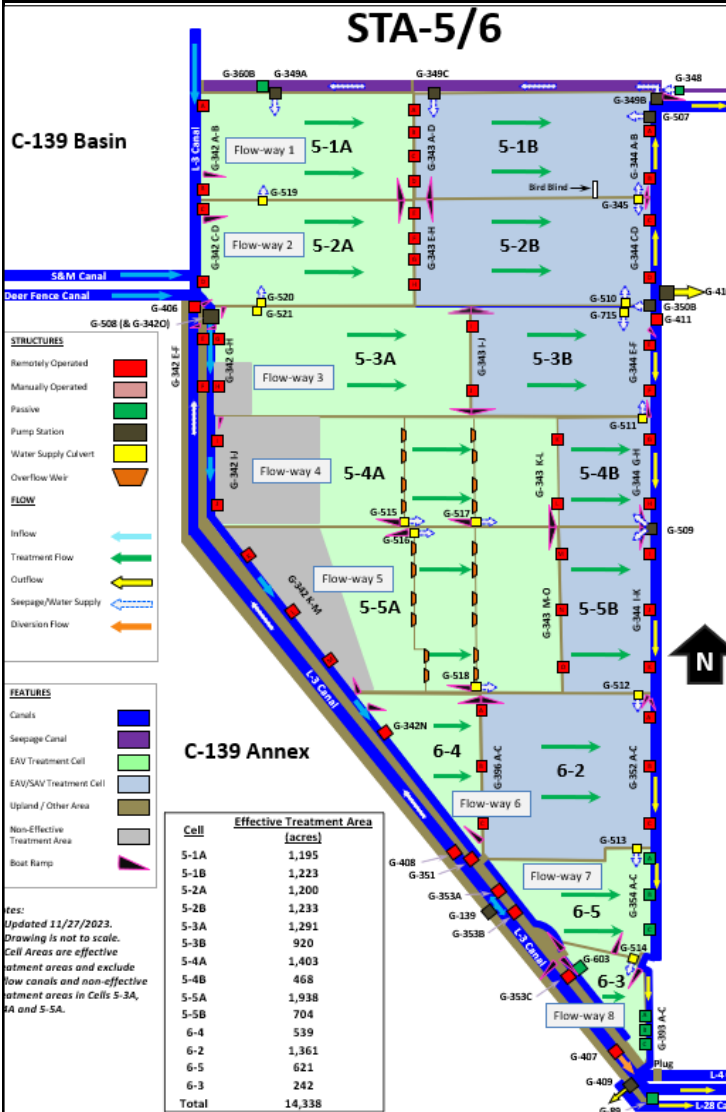 STA-5/6
G-360B
G-349A
G-349C
G-348
G-349B
G-507
C-139 Basin
L-3 Canal
G-342 A-B
Flow-way 1
5-1A
G-343 A-D
5-1B
G-344 A-B
Bird Blind
G-519
G-345
G-342 C-D
Flow-way 2
5-2A
G-343 E-H
5-2B
G-344 C-D
S&M Canal
Deer Fence Canal
G-406
G-520
G-521
G-510
G-715
G-350B
G-411
G-508 (& G-342O)
G-342 E-F
G-342 G-H
5-3A
Flow-way 3
G-343 I-J
5-3B
G-344 E-F
G-511
STRUCTURES
Remotely Operated
Manually Operated
Passive
Pump Station
Water Supply Culvert
Overflow Weir
FLOW
Inflow
Treatment Flow
Outflow
Seepage/Water Supply
Diversion Flow
G-342 I-J
Flow-way 4
5-4A
G-343 K-L
5-4B
G-344 G-H
G-515
G-517
G-516
G-509
G-342 K-M
Flow-way 5
5-5A
G-343 M-O
5-5B
G-344 I-K
N
L-3 Canal
G-518
G-512
FEATURES
Canals
Seepage Canal
EAV Treatment Cell
EAV/SAV Treatment Cell
Upland / Other Area
Non-Effective
Treatment Area
Boat Ramp
C-139 Annex
G-342N
6-4
G-396 A-C
6-2
G-352 A-C
Flow-way 6
G-513
G-408
G-351
Flow-way 7
G-353A
G-139
G-353B
6-5
G-354 A-C
L-3 Canal
G-603
G-514
6-3
G-353C
Flow-way 8
G-393 A-C
G-407
Plug
G-409
L-4
L-28 Ca
G-89
Updated 11/27/2023.
Drawing is not to scale.
Cell Areas are effective
areas and exclude
canals and non-effective
areas in Cells 5-3A,
and 5-5A.
Cell Effective Treatment Area
(acres)
5-1A 1,195
5-1B 1,223
5-2A 1,200
5-2B 1,233
5-3A 1,291
5-3B 920
5-4A 1,403
5-4B 468
5-5A 1,938
5-5B 704
6-4 539
6-2 1,361
6-5 621
6-3 242
Total 14,338